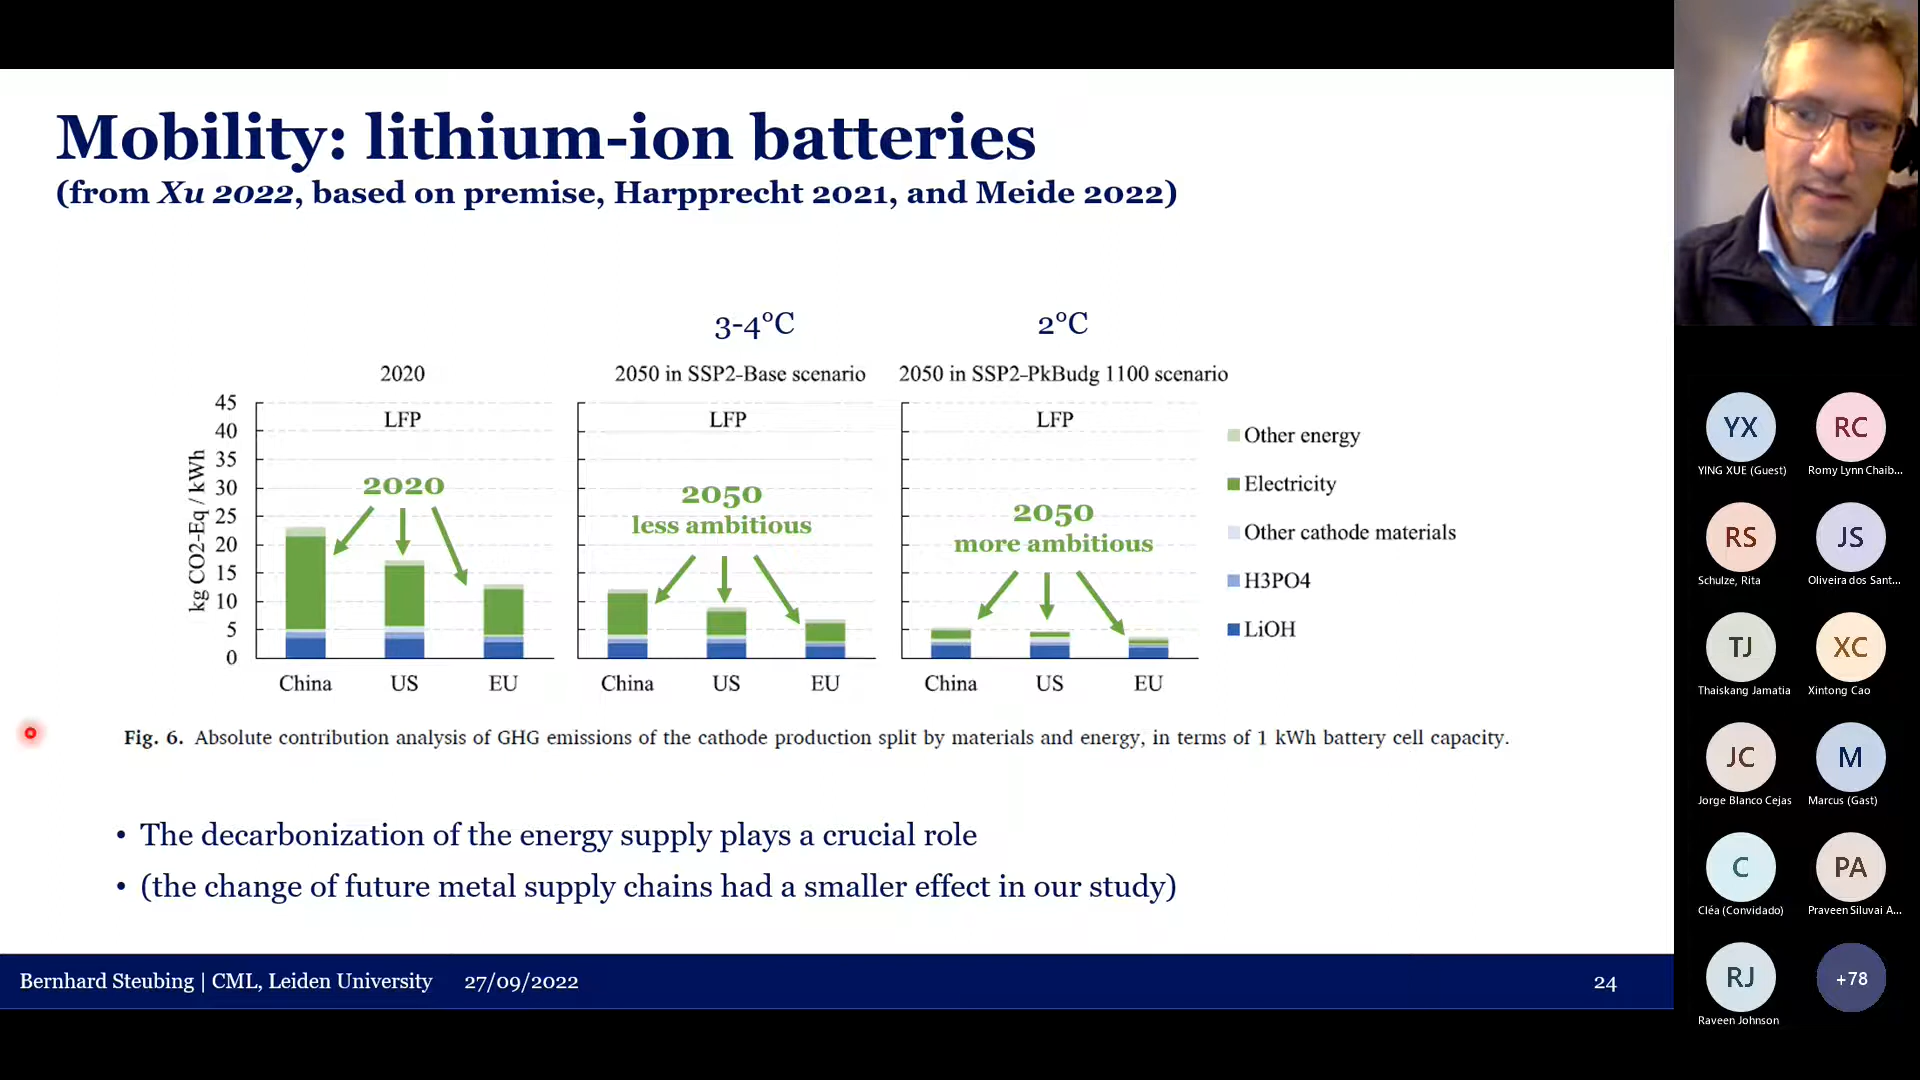 Mobility: lithium-ion batteries
(from Xu 2022, based on premise, Harpprecht 2021, and Meide 2022)
3-4°C
2°C
2020
2050 in SSP2-Base scenario
2050 in SSP2-PkBudg 1100 scenario
kg CO2-Eq / kWh
45
40
35
30
25
20
15
10
5
0
LFP
LFP
LFP
2020
2050
less ambitious
2050
more ambitious
China
US
EU
China
US
EU
China
US
EU
Other energy
Electricity
Other cathode materials
H3PO4
LiOH
Fig. 6. Absolute contribution analysis of GHG emissions of the cathode production split by materials and energy, in terms of 1 kWh battery cell capacity.
• The decarbonization of the energy supply plays a crucial role
• (the change of future metal supply chains had a smaller effect in our study)
Bernhard Steubing | CML, Leiden University 27/09/2022
24
YX
YING XUE (Guest)
RC
Romy Lynn Chaib...
RS
Schulze, Rita
JS
Oliveira dos Sant...
TJ
Thaiskang Jamatia
XC
Xintong Cao
JC
Jorge Blanco Cejas
M
Marcus (Gast)
C
Cléa (Convidado)
PA
Praveen Siluvai A...
RJ
Raveen Johnson
+78